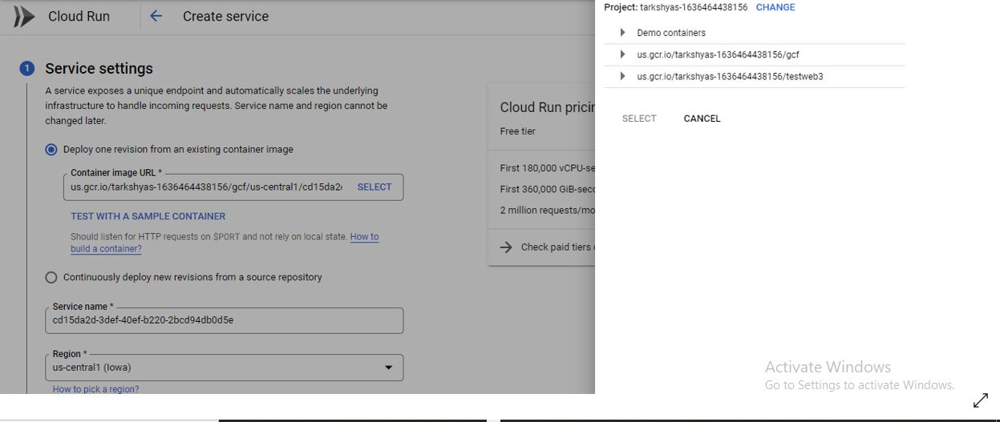 Cloud Run
Create service
1 Service settings
A service exposes a unique endpoint and automatically scales the underlying
infrastructure to handle incoming requests. Service name and region cannot be
changed later.
Deploy one revision from an existing container image
Container image URL *
us.gcr.io/tarkshyas-1636464438156/gcf/us-central1/cd15da2 SELECT
TEST WITH A SAMPLE CONTAINER
Should listen for HTTP requests on $PORT and not rely on local state. How to
build a container?
Continuously deploy new revisions from a source repository
Service name *
cd15da2d-3def-40ef-b220-2bcd94db0d5e
Region *
us-central1 (Iowa)
How to pick a region?
Cloud Run pricin
Free tier
First 180,000 vCPU-se
First 360,000 GiB-seco
2 million requests/mo
Check paid tiers
Project: tarkshyas-1636464438156 CHANGE
Demo containers
us.gcr.io/tarkshyas-1636464438156/gcf
us.gcr.io/tarkshyas-1636464438156/testweb3
SELECT CANCEL
Activate Windows
Go to Settings to activate Windows.